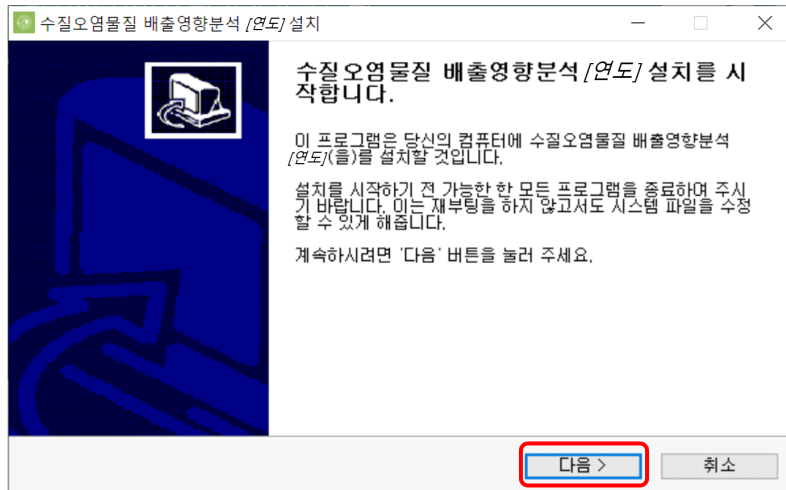 수질오염물질 배출영향분석 [연도] 설치
수질오염물질 배출영향분석 [연도] 설치를 시
작합니다.
이 프로그램은 당신의 컴퓨터에 수질오염물질 배출영향분석
[연도](을)를 설치할 것입니다.
설치를 시작하기 전 가능한 한 모든 프로그램을 종료하여 주시
기 바랍니다. 이는 재부팅을 하지 않고서도 시스템 파일을 수정
할 수 있게 해줍니다.
계속하시려면 '다음' 버튼을 눌러 주세요.
다음 >
취소